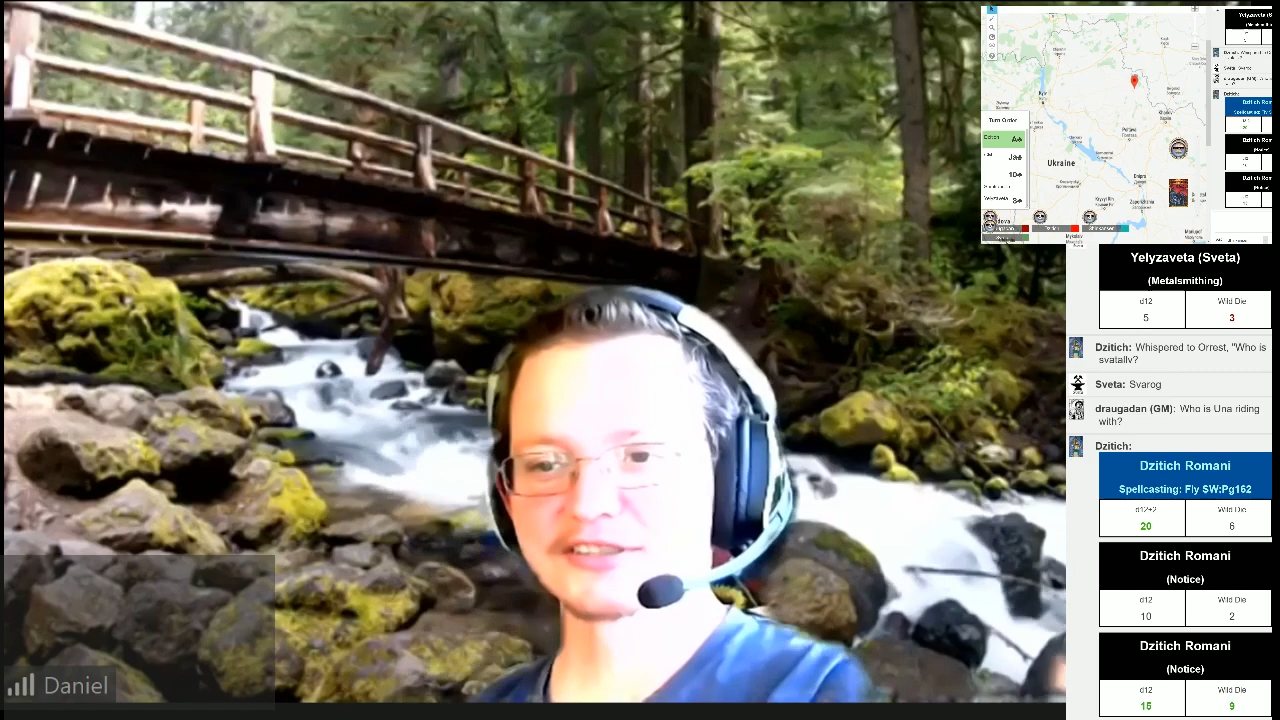 Turn Order
Kyiv
Poltava
Ukraine
Dnipro
Yelyzaveta (Sveta)
(Metalsmithing)
d12
Wild Die
5
3
Dzitich: Whispered to Orrest, "Who is
svatallv?
Sveta: Svarog
draugadan (GM): Who is Una riding
with?
Dzitich:
Dzitich Romani
Spellcasting: Fly SW:Pg162
d12+2
Wild Die
20
6
Dzitich Romani
(Notice)
d12
Wild Die
10
2
Dzitich Romani
(Notice)
d12
Wild Die
15
9
Daniel